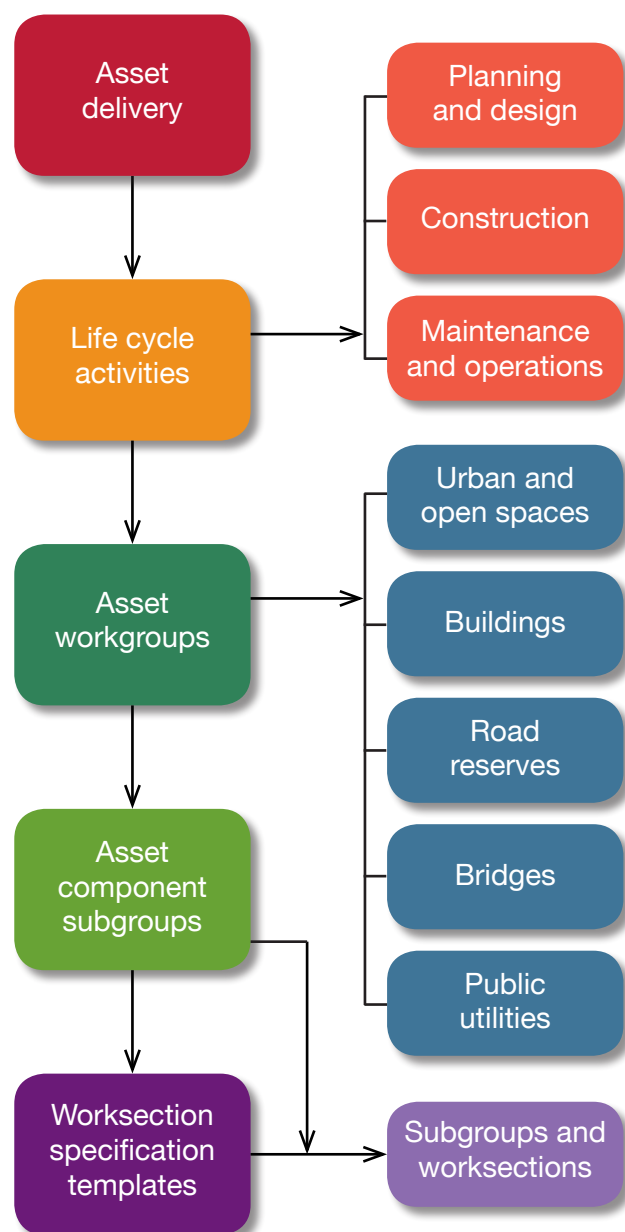 Asset
delivery
Planning
and design
Construction
Life cycle
activities
Maintenance
and operations
Urban and
open spaces
Asset
workgroups
Buildings
Road
reserves
Asset
component
subgroups
Bridges
Public
utilities
Worksection
specification
templates
Subgroups and
worksections